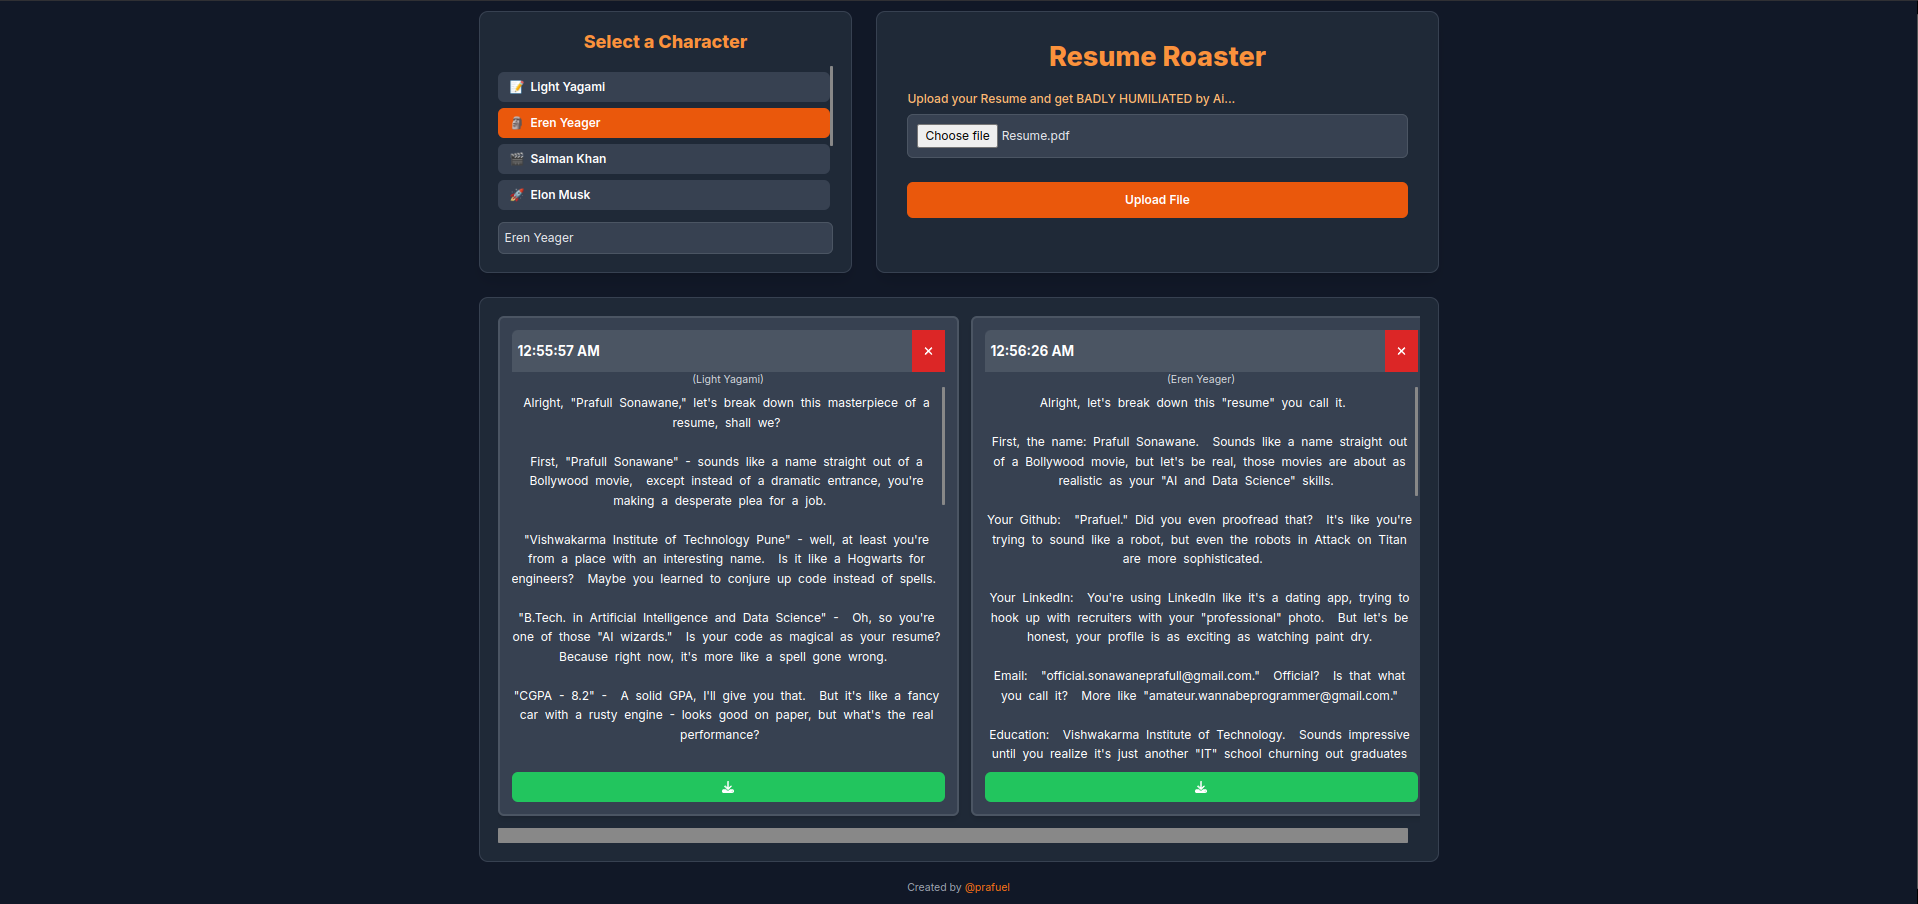 Select a Character
Light Yagami
Eren Yeager
Salman Khan
Elon Musk
Eren Yeager
Resume Roaster
Upload your Resume and get BADLY HUMILIATED by Ai...
Choose file Resume.pdf
Upload File
12:55:57 AM
×
(Light Yagami)
Alright, "Prafull Sonawane," let's break down this masterpiece of a
resume, shall we?
First, "Prafull Sonawane" - sounds like a name straight out of a
Bollywood movie, except instead of a dramatic entrance, you're
making a desperate plea for a job.
"Vishwakarma Institute of Technology Pune" - well, at least you're
from a place with an interesting name. Is it like a Hogwarts for
engineers? Maybe you learned to conjure up code instead of spells.
"B.Tech. in Artificial Intelligence and Data Science" - Oh, so you're
one of those "AI wizards." Is your code as magical as your resume?
Because right now, it's more like a spell gone wrong.
"CGPA - 8.2" - A solid GPA, I'll give you that. But it's like a fancy
car with a rusty engine - looks good on paper, but what's the real
performance?
12:56:26 AM
×
(Eren Yeager)
Alright, let's break down this "resume" you call it.
First, the name: Prafull Sonawane. Sounds like a name straight out
of a Bollywood movie, but let's be real, those movies are about as
realistic as your "AI and Data Science" skills.
Your Github: "Prafuel." Did you even proofread that? It's like you're
trying to sound like a robot, but even the robots in Attack on Titan
are more sophisticated.
Your LinkedIn: You're using LinkedIn like it's a dating app, trying to
hook up with recruiters with your "professional" photo. But let's be
honest, your profile is as exciting as watching paint dry.
Email: "official.sonawaneprafull@gmail.com." Official? Is that what
you call it? More like "amateur.wannabeprogrammer@gmail.com."
Education: Vishwakarma Institute of Technology. Sounds impressive
until you realize it's just another "IT" school churning out graduates
Created by @prafuel